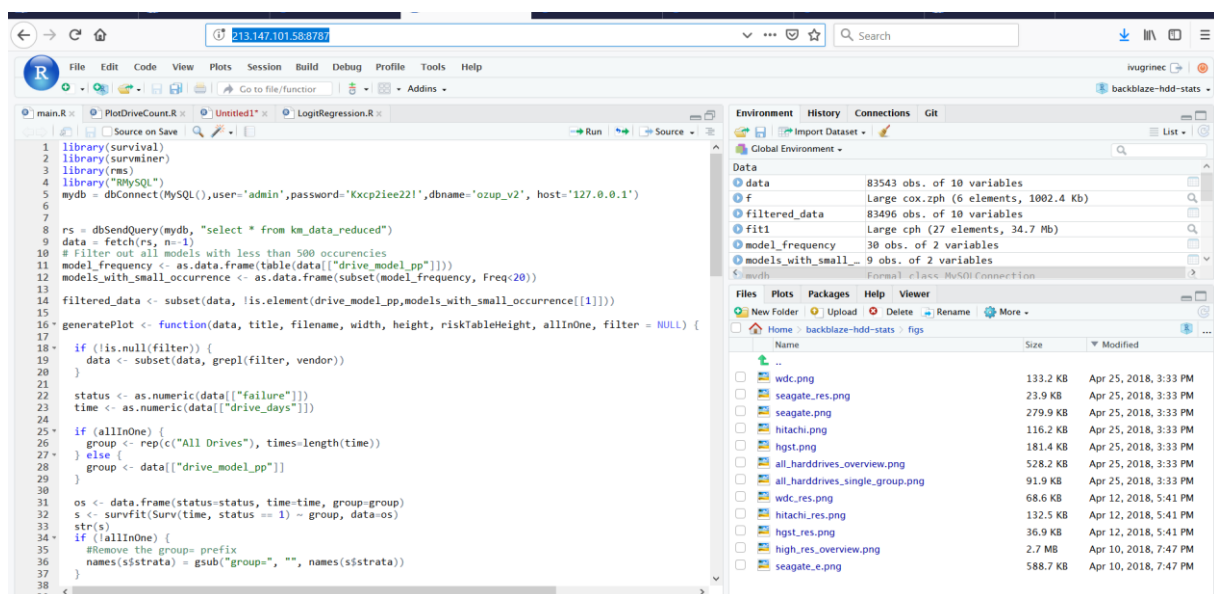 213.147.101.58:8787
Search
R
File Edit Code View Plots Session Build Debug Profile Tools Help
ivugrinec
Go to file/function
Addins
backblaze-hdd-stats
main.R
PlotDriveCount.R
Untitled1*
LogitRegression.R
Source on Save
Run
Source
1 library(survival)
2 library(survminer)
3 library(rms)
4 library("RMySQL")
5 mydb = dbConnect(MySQL(),user='admin',password='Kxcp2iee22!',dbname='ozup_v2', host='127.0.0.1')
6
7
8 rs = dbSendQuery(mydb, "select * from km_data_reduced")
9 data = fetch(rs, n=-1)
10 # Filter out all models with less than 500 occurencies
11 model_frequency <- as.data.frame(table(data[["drive_model_pp"]]))
12 models_with_small_occurrence <- as.data.frame(subset(model_frequency, Freq<20))
13
14 filtered_data <- subset(data, !is.element(drive_model_pp,models_with_small_occurrence[[1]]))
15
16 generatePlot <- function(data, title, filename, width, height, riskTableHeight, allInOne, filter = NULL) {
17
18 if (!is.null(filter)) {
19 data <- subset(data, grepl(filter, vendor))
20 }
21
22 status <- as.numeric(data[["failure"]])
23 time <- as.numeric(data[["drive_days"]])
24
25 if (allInOne) {
26 group <- rep(c("All Drives"), times=length(time))
27 } else {
28 group <- data[["drive_model_pp"]]
29 }
30
31 os <- data.frame(status=status, time=time, group=group)
32 s <- survfit(Surv(time, status == 1) ~ group, data=os)
33 str(s)
34 if (!allInOne) {
35 #Remove the group= prefix
36 names(s$strata) = gsub("group=", "", names(s$strata))
37 }
38
Environment History Connections Git
Import Dataset
List
Global Environment
Data
data 83543 obs. of 10 variables
f Large cox.zph (6 elements, 1002.4 Kb)
filtered_data 83496 obs. of 10 variables
fit1 Large cph (27 elements, 34.7 Mb)
model_frequency 30 obs. of 2 variables
models_with_small_… 9 obs. of 2 variables
mydb Formal class MySQLConnection
Files Plots Packages Help Viewer
New Folder Upload Delete Rename More
Home > backblaze-hdd-stats > figs
...
Name Size Modified
..
wdc.png 133.2 KB Apr 25, 2018, 3:33 PM
seagate_res.png 23.9 KB Apr 25, 2018, 3:33 PM
seagate.png 279.9 KB Apr 25, 2018, 3:33 PM
hitachi.png 116.2 KB Apr 25, 2018, 3:33 PM
hgst.png 181.4 KB Apr 25, 2018, 3:33 PM
all_harddrives_overview.png 528.2 KB Apr 25, 2018, 3:33 PM
all_harddrives_single_group.png 91.9 KB Apr 25, 2018, 3:33 PM
wdc_res.png 68.6 KB Apr 12, 2018, 5:41 PM
hitachi_res.png 132.5 KB Apr 12, 2018, 5:41 PM
hgst_res.png 36.9 KB Apr 12, 2018, 5:41 PM
high_res_overview.png 2.7 MB Apr 10, 2018, 7:47 PM
seagate_e.png 588.7 KB Apr 10, 2018, 7:47 PM